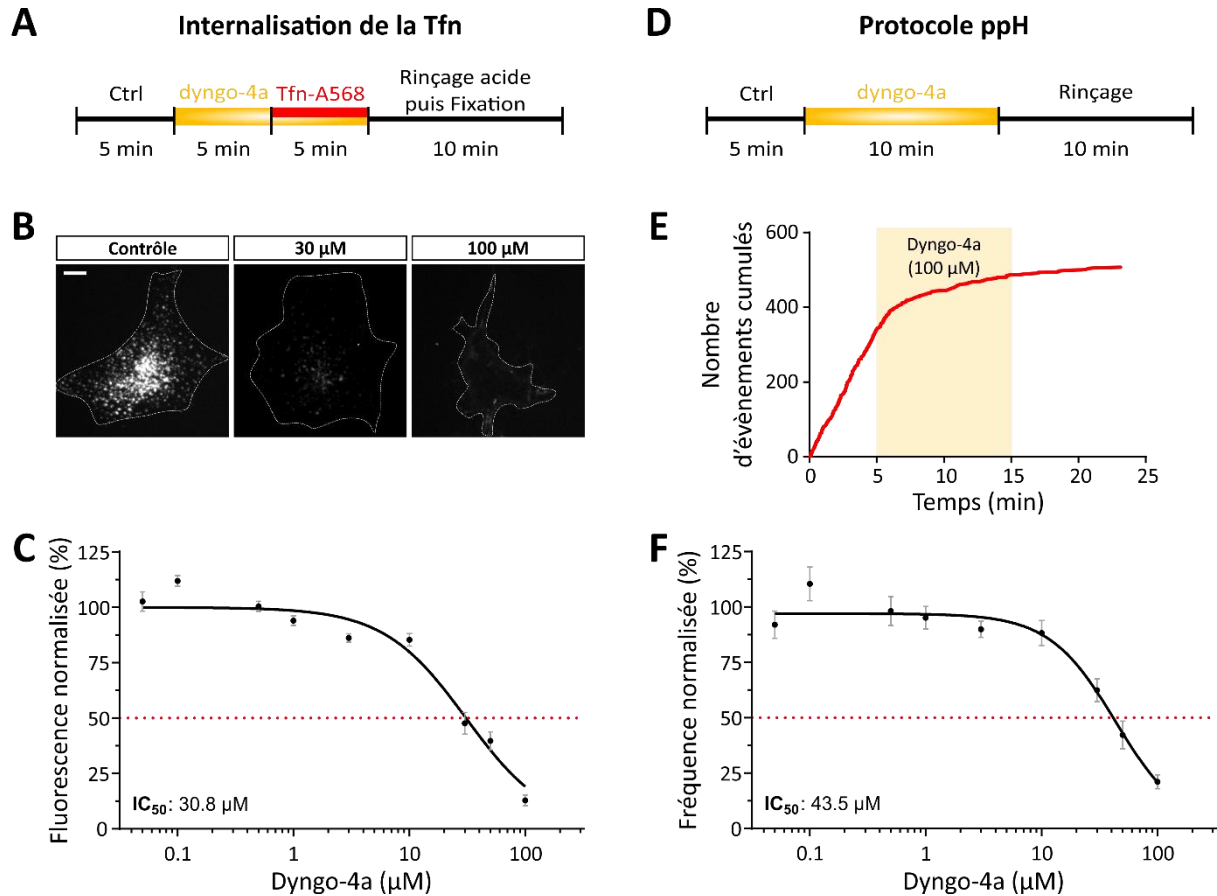 A
Internalisation de la Tfn
Ctrl
dyngo-4a
Tfn-A568
Rinçage acide
puis Fixation
5 min
5 min
5 min
10 min
B
Contrôle
30 µM
100 µM
C
Fluorescence normalisée (%)
125
100
75
50
25
0
IC50: 30.8 µM
0.1
1
10
100
Dyngo-4a (µM)
D
Protocole ppH
Ctrl
dyngo-4a
Rinçage
5 min
10 min
10 min
E
Nombre
d'évènements cumulés
600
400
200
0
Dyngo-4a
(100 µM)
0
5
10
15
20
25
Temps (min)
F
Fréquence normalisée (%)
125
100
75
50
25
0
IC50: 43.5 µM
0.1
1
10
100
Dyngo-4a (µM)